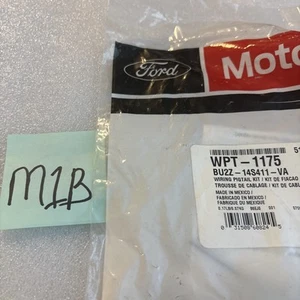 Ford
Moto
M1B
WPT-1175
BU2Z-14S411-VA
WIRING PIGTAIL KIT / KIT DE FIACAO
TROUSSE DE CABLAGE / KIT DE CABLE
MADE IN MEXICO /
FABRICADO EN MEXICO /
FABRIQUE DU MEXIQUE